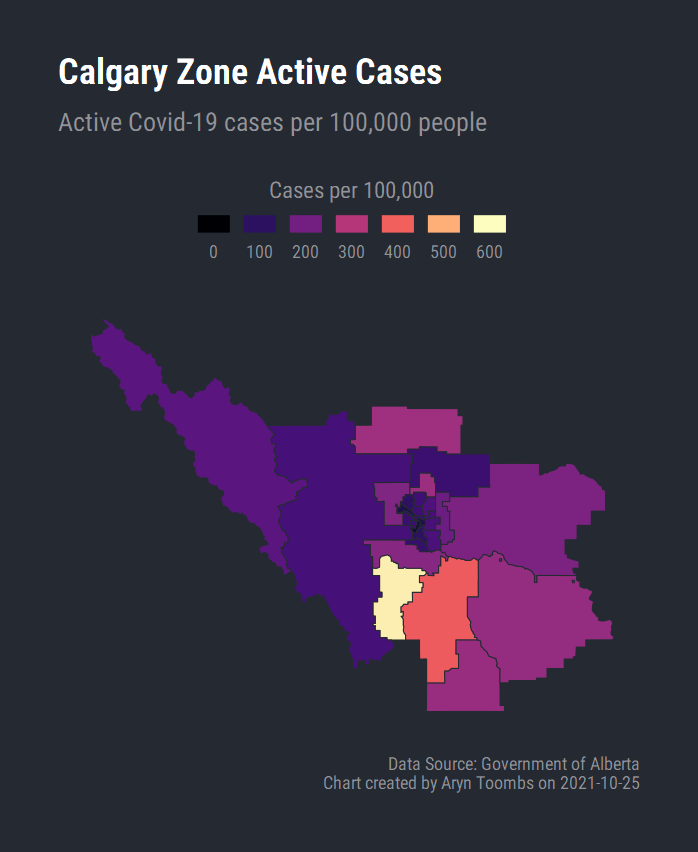 Calgary Zone Active Cases
Active Covid-19 cases per 100,000 people
Cases per 100,000
0 100 200 300 400 500 600
Data Source: Government of Alberta
Chart created by Aryn Toombs on 2021-10-25